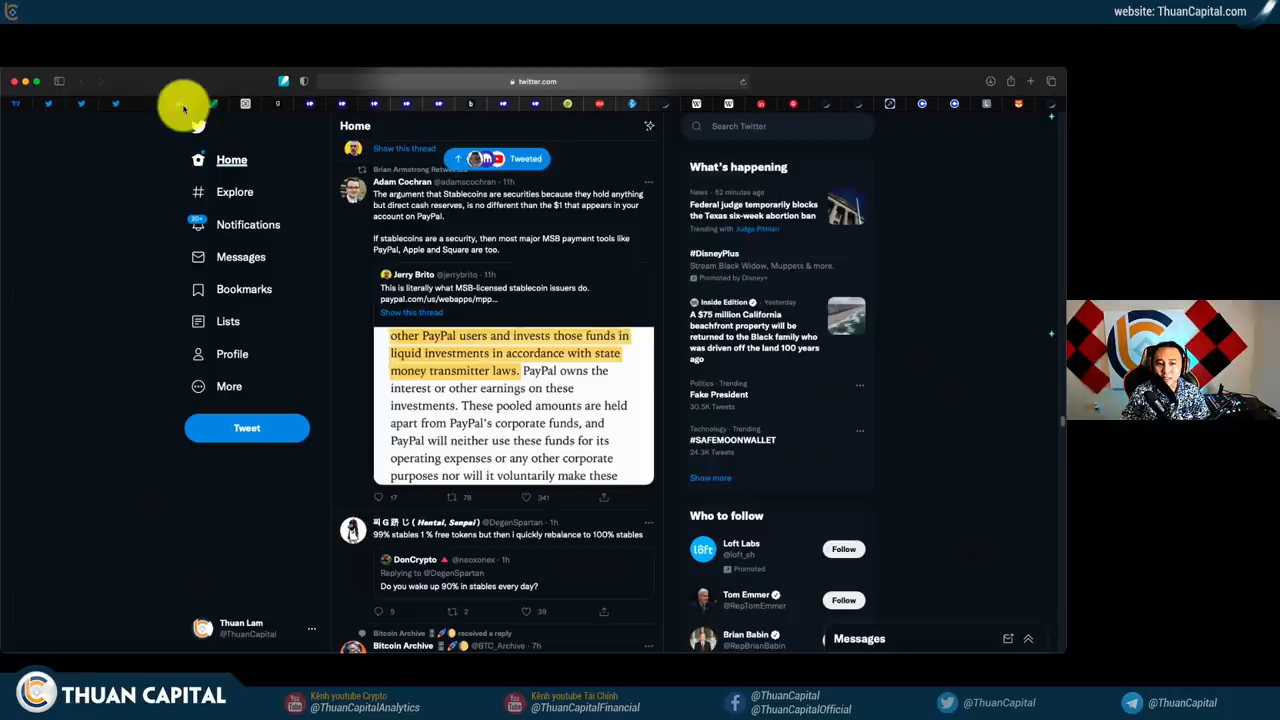 website: ThuanCapital.com
twitter.com
Home
Explore
20+
Notifications
Messages
Bookmarks
Lists
Profile
More
Tweet
Thuan Lam
@ThuanCapital
Home
Show this thread
Tweeted
Brian Armstrong Retweeted
Adam Cochran @adamscochran · 11h
The argument that Stablecoins are securities because they hold anything
but direct cash reserves, is no different than the $1 that appears in your
account on PayPal.
If stablecoins are a security, then most major MSB payment tools like
PayPal, Apple and Square are too.
Jerry Brito @jerrybrito · 11h
This is literally what MSB-licensed stablecoin issuers do.
paypal.com/us/webapps/mpp...
Show this thread
other PayPal users and invests those funds in
liquid investments in accordance with state
money transmitter laws. PayPal owns the
interest or other earnings on these
investments. These pooled amounts are held
apart from PayPal's corporate funds, and
PayPal will neither use these funds for its
operating expenses or any other corporate
purposes nor will it voluntarily make these
17 78 341
(Hentai, Senpai) @DegenSpartan · 1h
99% stables 1 % free tokens but then i quickly rebalance to 100% stables
DonCrypto @neoxonex · 1h
Replying to @DegenSpartan
Do you wake up 90% in stables every day?
5 2 39
Bitcoin Archive received a reply
Bitcoin Archive @BTC_Archive · 7h
Search Twitter
What's happening
News · 52 minutes ago
Federal judge temporarily blocks
the Texas six-week abortion ban
Trending with Judge Pitman
#DisneyPlus
Stream Black Widow, Muppets & more.
Promoted by Disney+
Inside Edition · Yesterday
A $75 million California
beachfront property will be
returned to the Black family who
was driven off the land 100 years
ago
Politics · Trending
Fake President
30.5K Tweets
Technology · Trending
#SAFEMOONWALLET
24.3K Tweets
Show more
Who to follow
Loft Labs
@loft_sh
Promoted
Follow
Tom Emmer
@RepTomEmmer
Follow
Brian Babin
@RepBrianBabin
Messages
THUAN CAPITAL
Kênh youtube Crypto
@ThuanCapitalAnalytics
Kênh youtube Tài Chính
@ThuanCapitalFinancial
@ThuanCapital
@ThuanCapitalOfficial
@ThuanCapital
@ThuanCapital